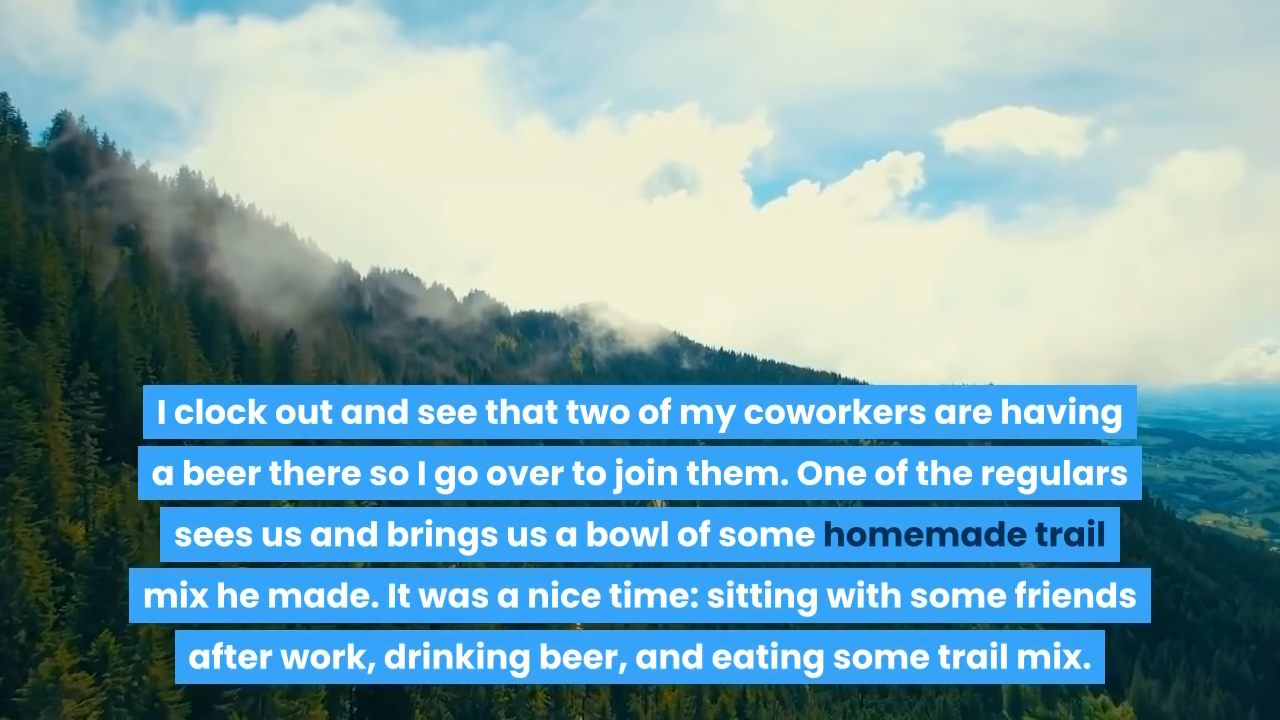 I clock out and see that two of my coworkers are having
a beer there so I go over to join them. One of the regulars
sees us and brings us a bowl of some homemade trail
mix he made. It was a nice time: sitting with some friends
after work, drinking beer, and eating some trail mix.